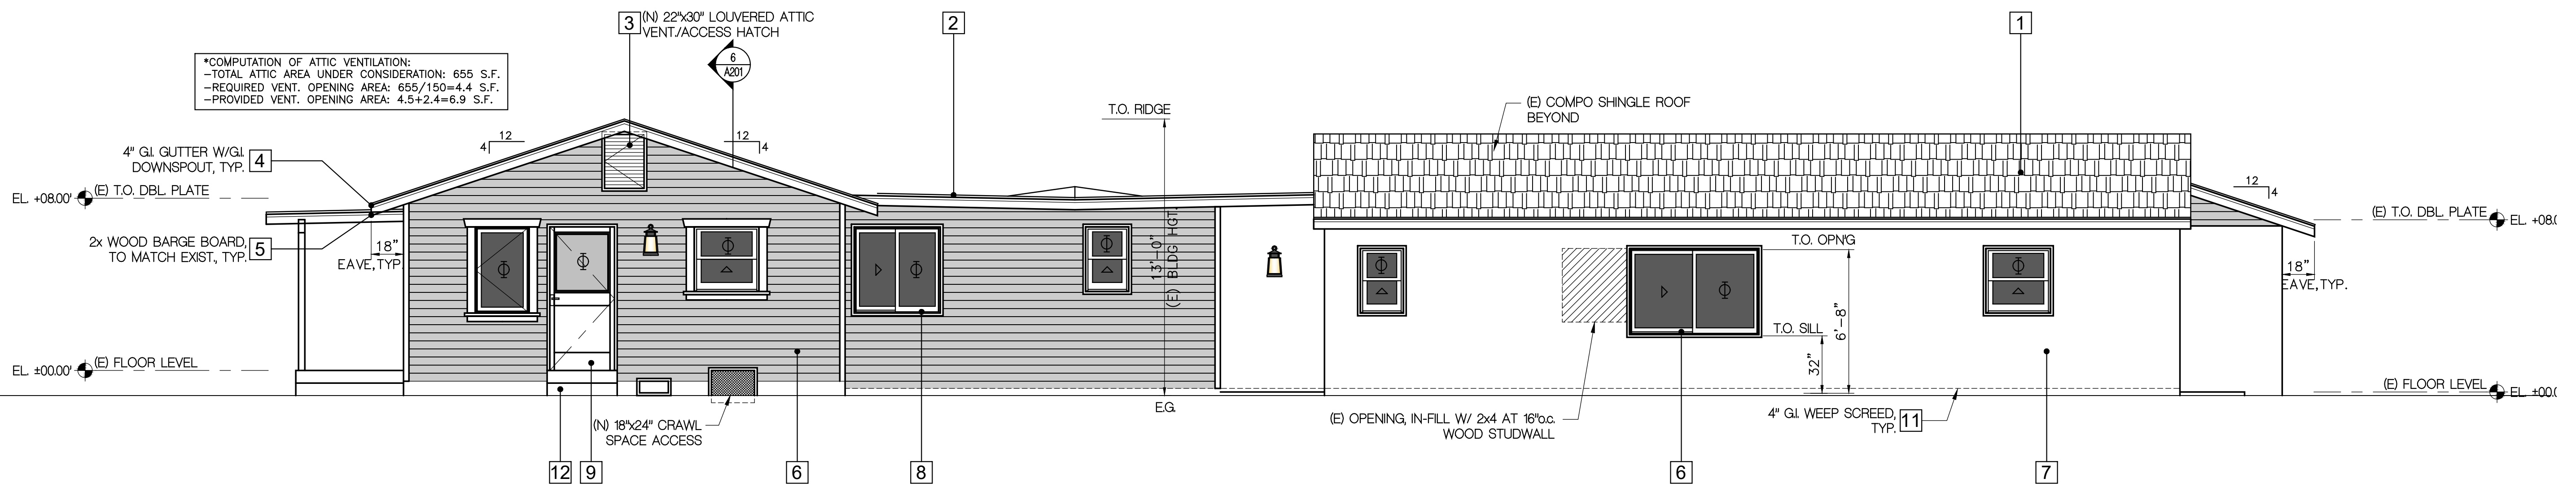 3
(N) 22"x30" LOUVERED ATTIC
VENT./ACCESS HATCH
2
1
6
A201
*COMPUTATION OF ATTIC VENTILATION:
-TOTAL ATTIC AREA UNDER CONSIDERATION: 655 S.F.
-REQUIRED VENT. OPENING AREA: 655/150=4.4 S.F.
-PROVIDED VENT. OPENING AREA: 4.5+2.4=6.9 S.F.
T.O. RIDGE
(E) COMPO SHINGLE ROOF
BEYOND
12
4
12
4
4" G.I. GUTTER W/G.I.
DOWNSPOUT, TYP.
4
EL. +08.00'
(E) T.O. DBL. PLATE
12
4
(E) T.O. DBL. PLATE
EL. +08.0
2x WOOD BARGE BOARD,
TO MATCH EXIST., TYP.
5
18"
EAVE, TYP.
13'-0"
(E) BLDG HGT.
T.O. OPN'G
6'-8"
T.O. SILL
32"
18"
EAVE, TYP.
EL. ±00.00'
(E) FLOOR LEVEL
(E) FLOOR LEVEL
EL. ±00.0
E.G.
(N) 18"x24" CRAWL
SPACE ACCESS
(E) OPENING, IN-FILL W/ 2x4 AT 16"o.c.
WOOD STUDWALL
4" G.I. WEEP SCREED,
TYP.
11
12
9
6
8
6
7